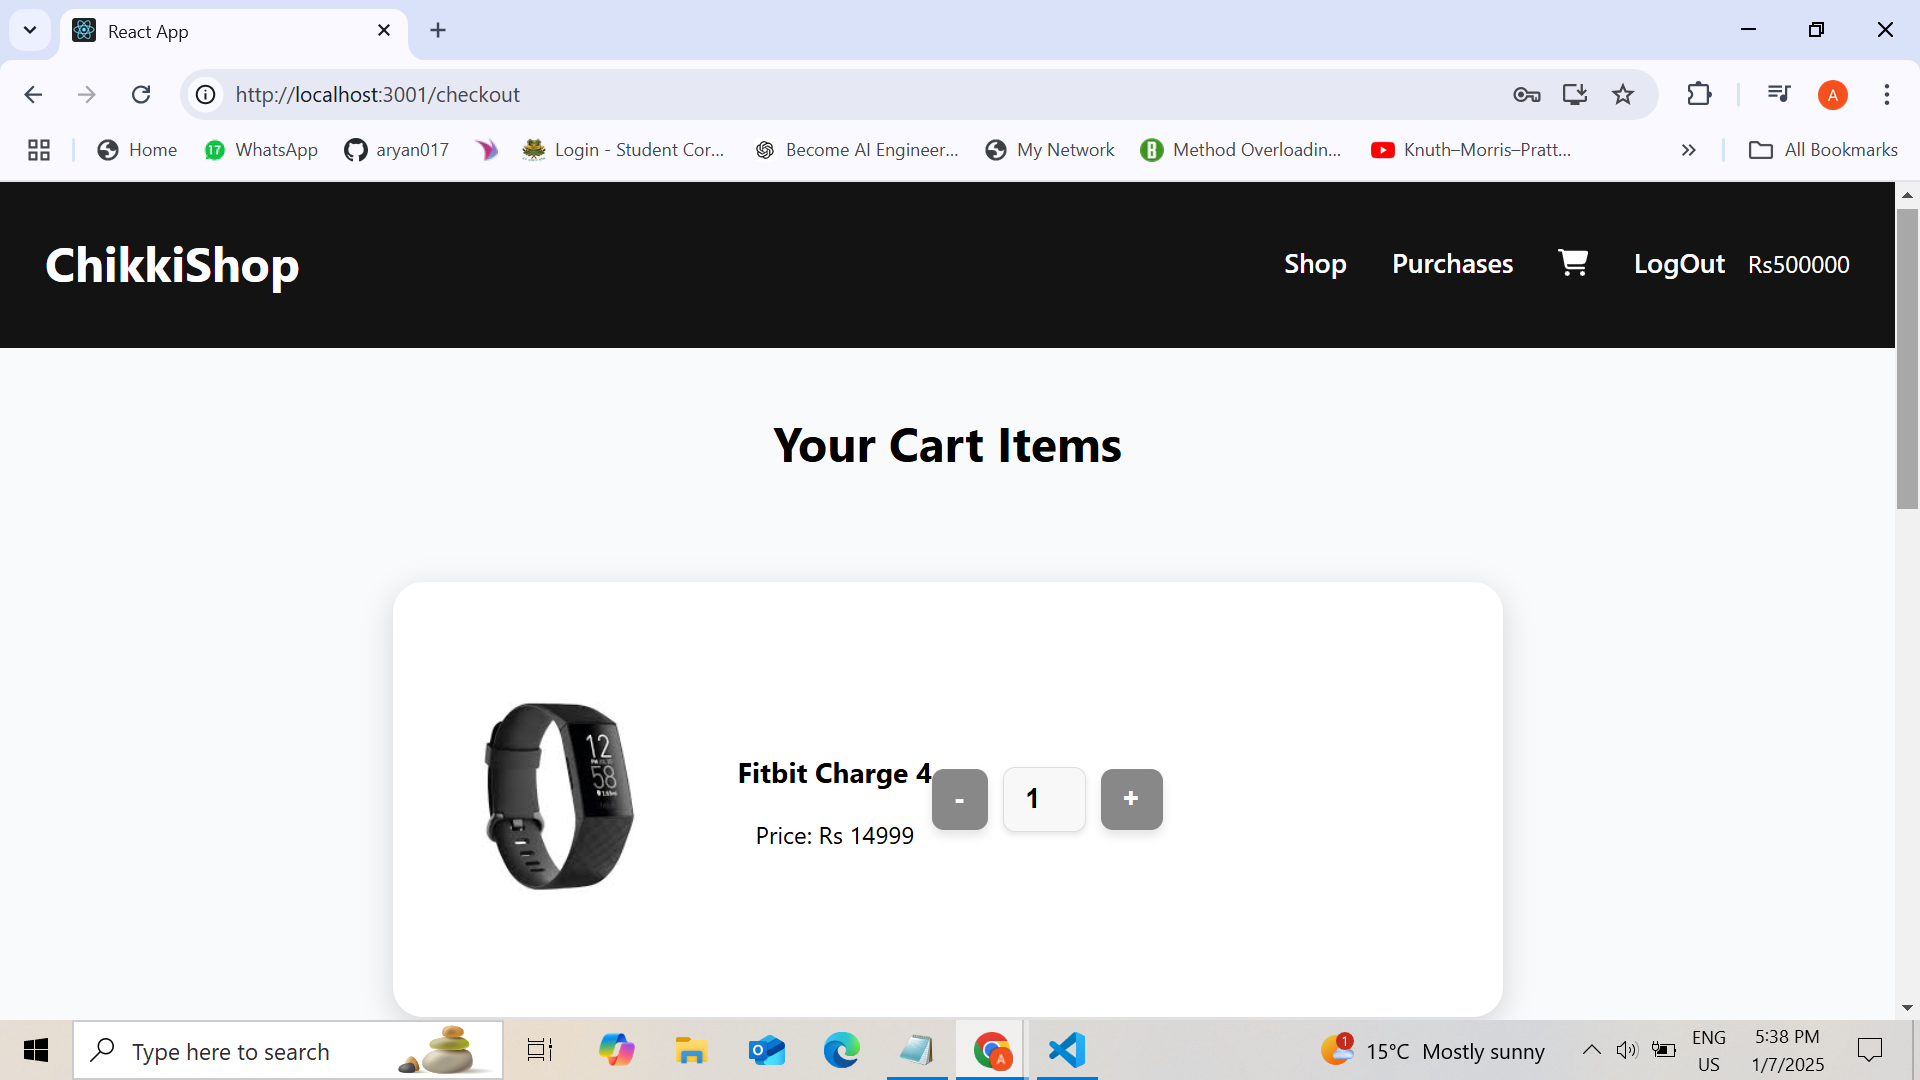 React App
http://localhost:3001/checkout
A
Home
17
WhatsApp
aryan017
Login - Student Cor...
Become AI Engineer...
My Network
B
Method Overloadin...
Knuth–Morris–Pratt...
All Bookmarks
ChikkiShop
Shop
Purchases
LogOut
Rs500000
Your Cart Items
12
58
Fitbit Charge 4
-
1
+
Price: Rs 14999
Type here to search
A
1
15°C Mostly sunny
ENG
US
5:38 PM
1/7/2025